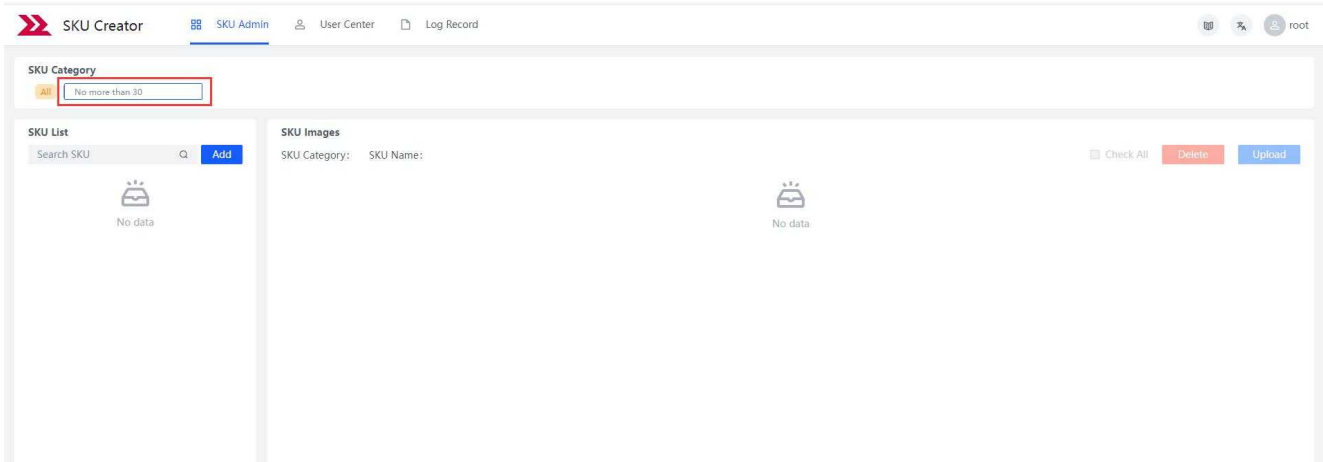 SKU Creator SKU Admin User Center Log Record root
SKU Category
All No more than 30
SKU List
Search SKU Add
No data
SKU Images
SKU Category: SKU Name: Check All Delete Upload
No data